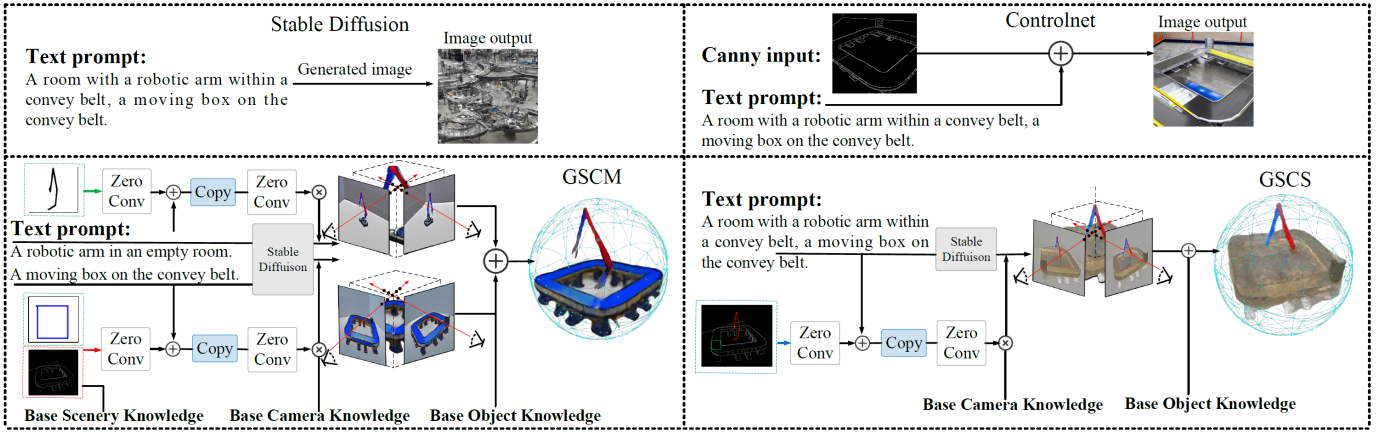 Stable Diffusion
Text prompt:
A room with a robotic arm within a
convey belt, a moving box on the
convey belt.
Generated image
Image output
Controlnet
Canny input:
Text prompt:
A room with a robotic arm within a convey belt, a
moving box on the convey belt.
Image output
Zero
Conv
Copy
Zero
Conv
Text prompt:
A robotic arm in an empty room.
A moving box on the convey belt.
Stable
Diffuison
Zero
Conv
Copy
Zero
Conv
GSCM
Base Scenery Knowledge
Base Camera Knowledge
Base Object Knowledge
Text prompt:
A room with a robotic arm within
a convey belt, a moving box on
the convey belt.
Stable
Diffuison
Zero
Conv
Copy
Zero
Conv
GSCS
Base Camera Knowledge
Base Object Knowledge